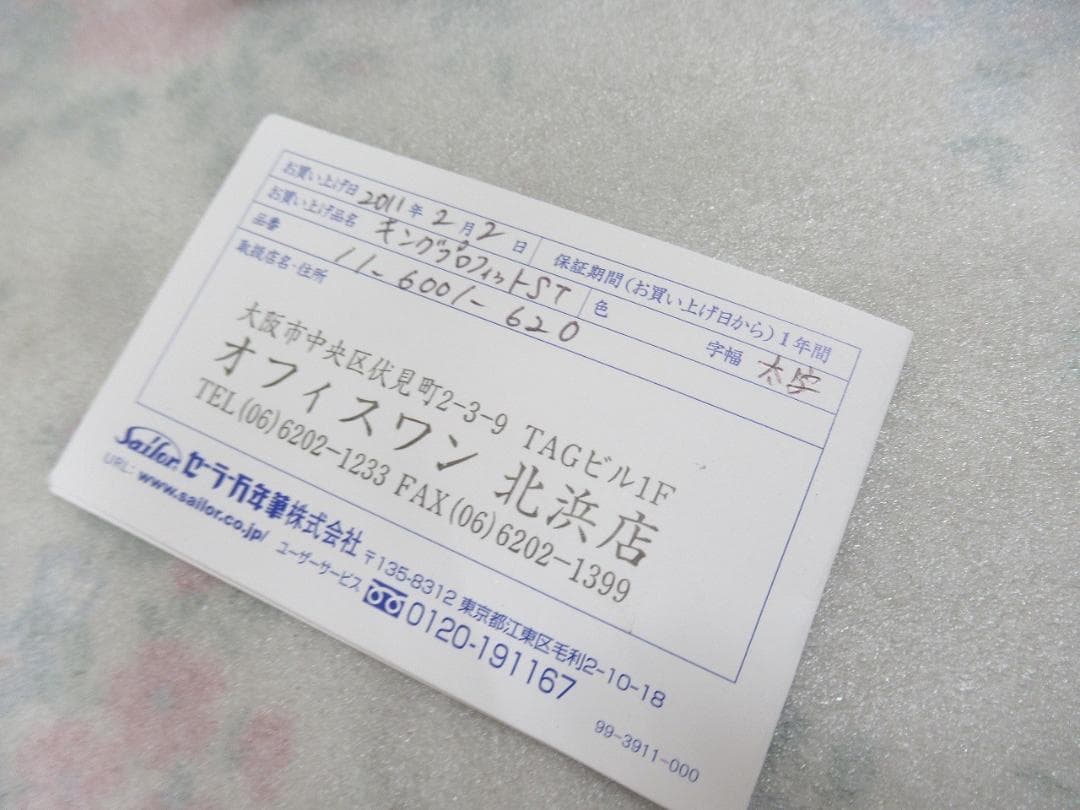 お買い上げ日 2011年 2月 2日 保証期間(お買い上げ日から)1年間
お買い上げ品名 キングプロフィットST 色 字幅 太字
品番 11-6001-620
取扱店名・住所
大阪市中央区伏見町2-3-9 TAGビル1F
オフィスワン 北浜店
TEL(06)6202-1233 FAX(06)6202-1399
Sailor セーラー万年筆株式会社 〒135-8312 東京都江東区毛利2-10-18
URL: www.sailor.co.jp/ ユーザーサービス 0120-191167
99-3911-000